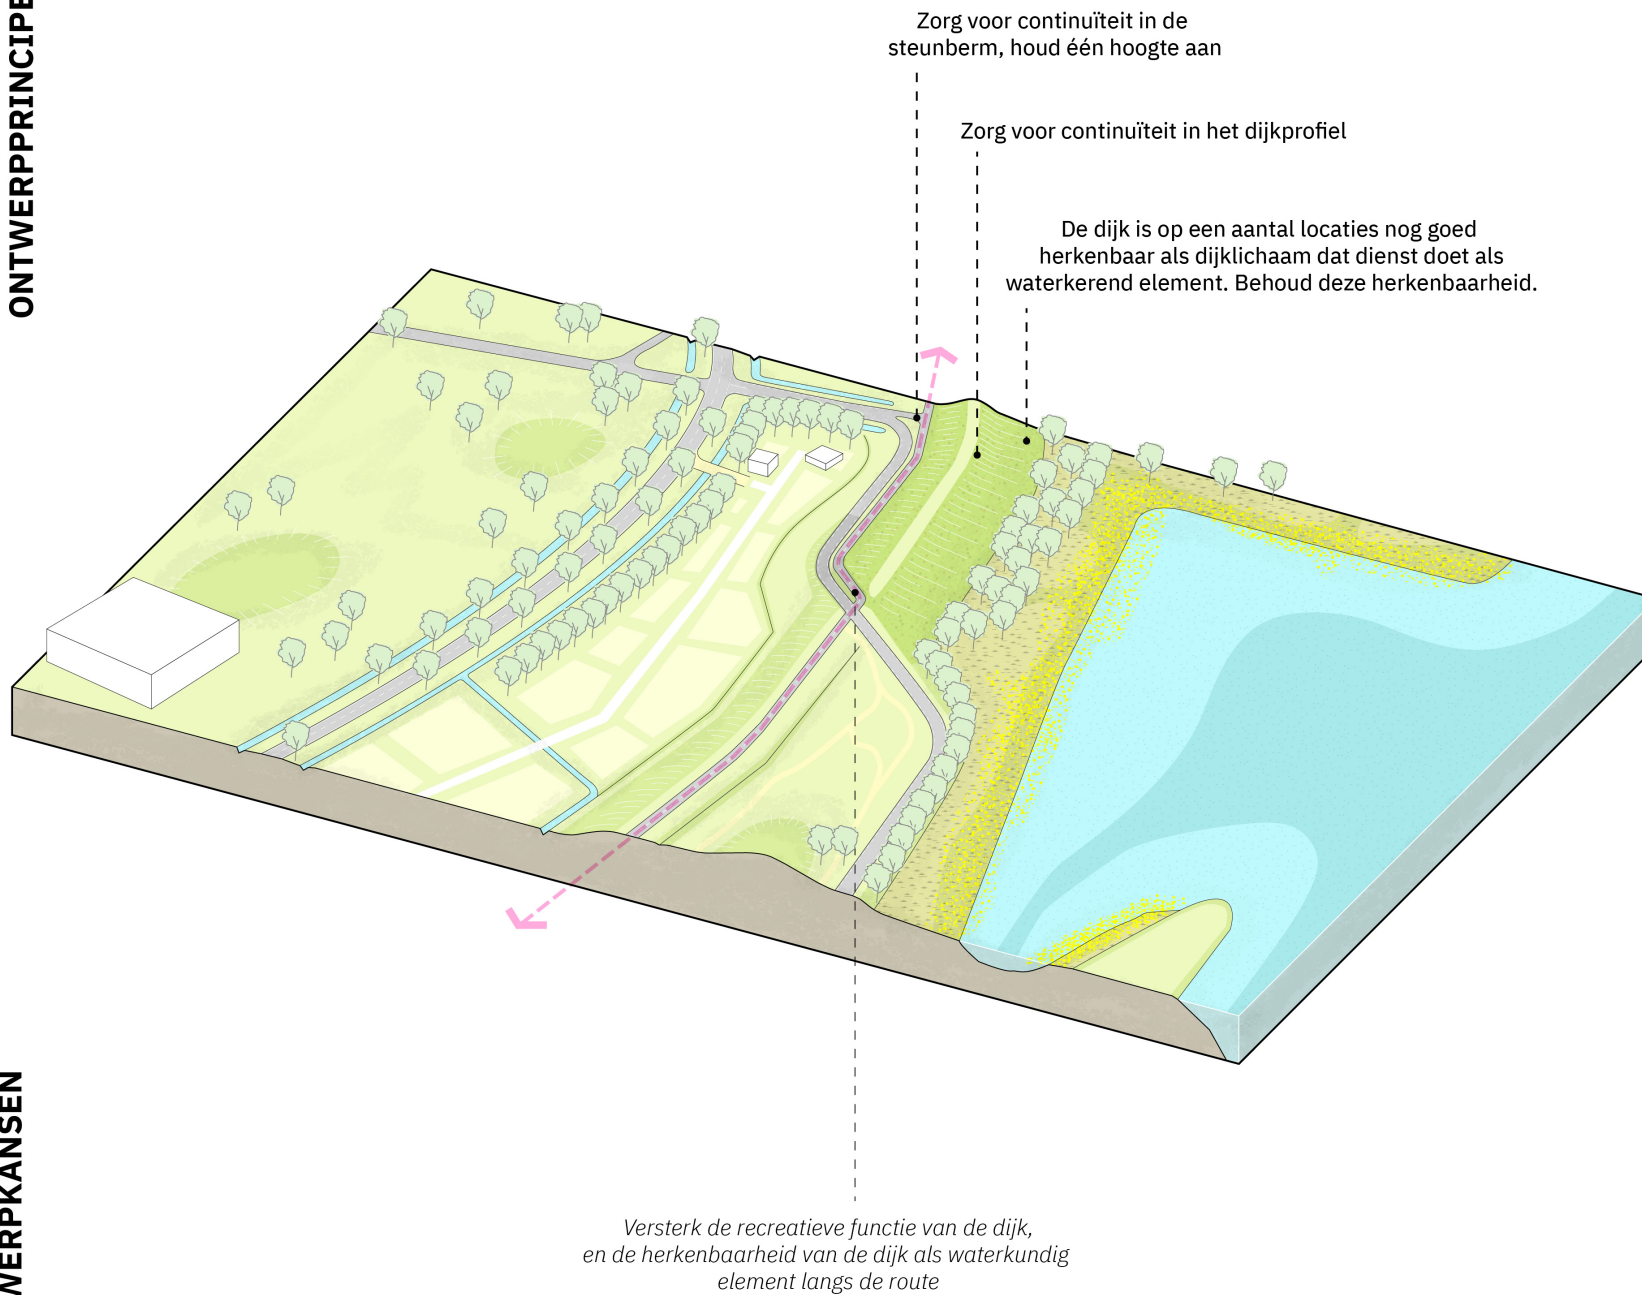 ONTWERPPRINCIPE
Zorg voor continuïteit in de
steunberm, houd één hoogte aan
Zorg voor continuïteit in het dijkprofiel
De dijk is op een aantal locaties nog goed
herkenbaar als dijklichaam dat dienst doet als
waterkerend element. Behoud deze herkenbaarheid.
WERPKANSEN
Versterk de recreatieve functie van de dijk,
en de herkenbaarheid van de dijk als waterkundig
element langs de route